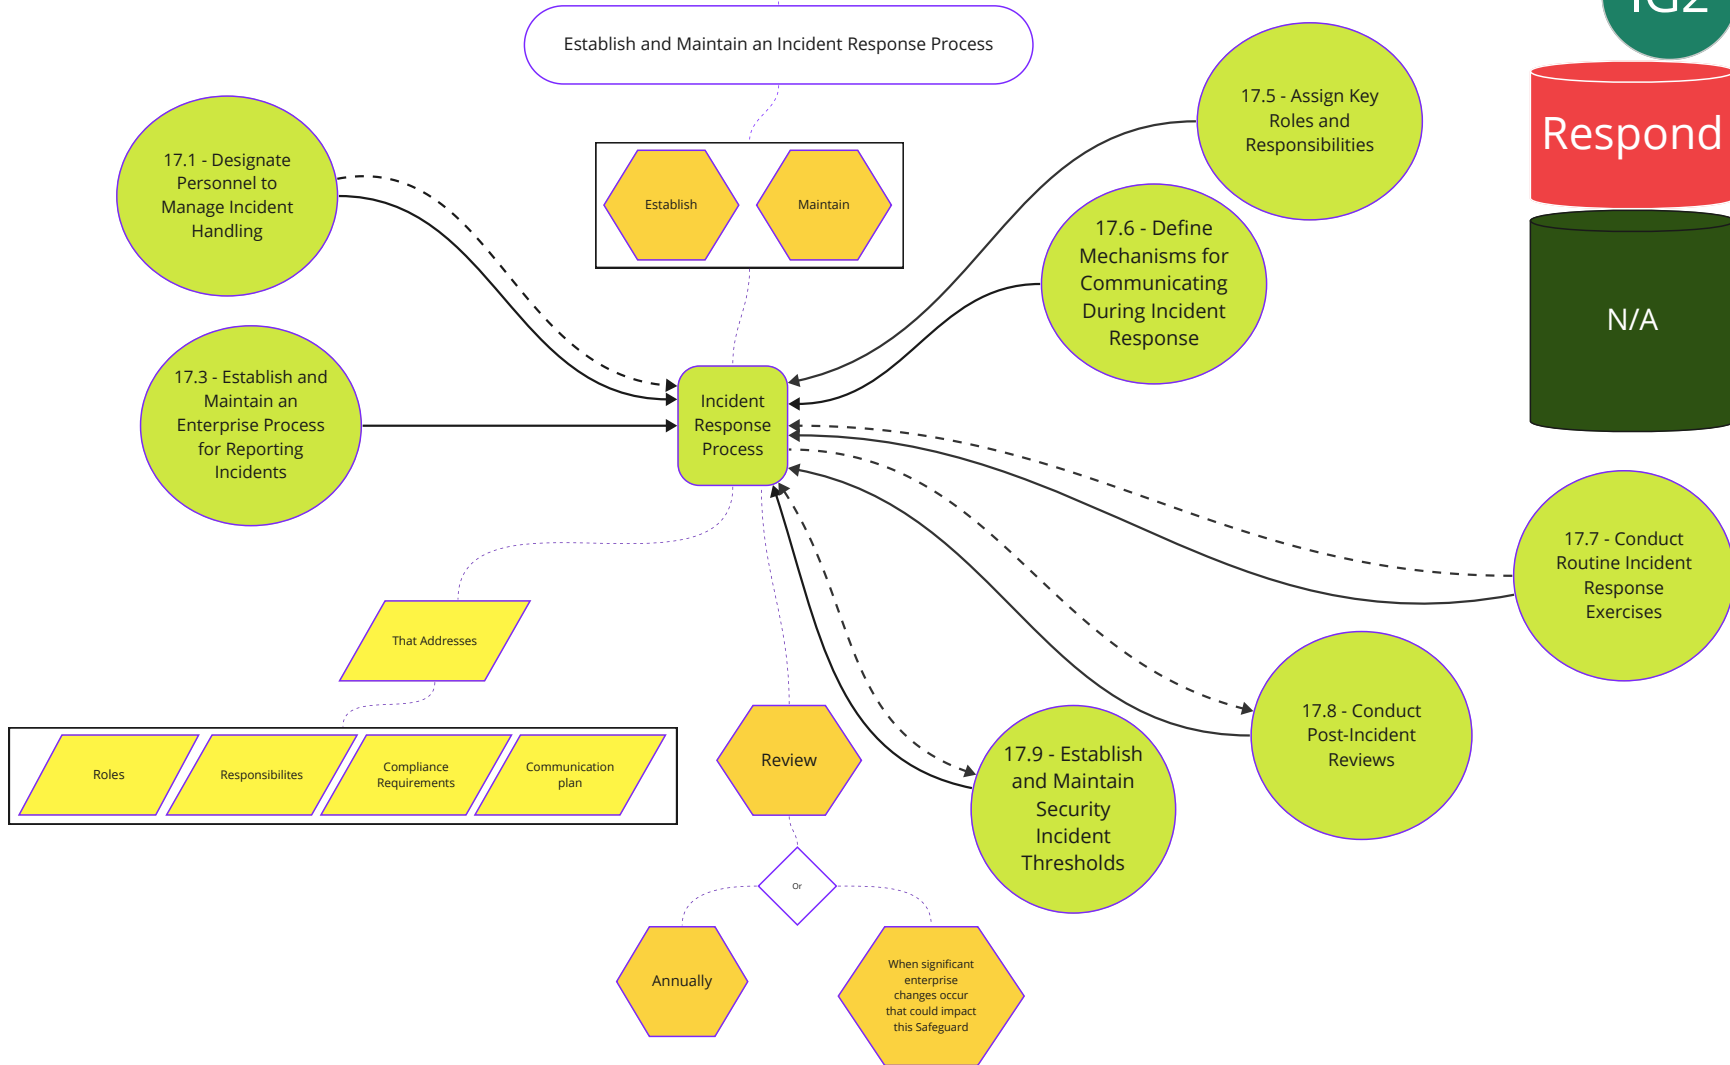 IG2
Establish and Maintain an Incident Response Process
17.5 - Assign Key
Roles and
Responsibilities
Respond
17.1 - Designate
Personnel to
Manage Incident
Handling
Establish
Maintain
17.6 - Define
Mechanisms for
Communicating
During Incident
Response
N/A
17.3 - Establish and
Maintain an
Enterprise Process
for Reporting
Incidents
Incident
Response
Process
17.7 - Conduct
Routine Incident
Response
Exercises
That Addresses
17.8 - Conduct
Post-Incident
Reviews
Roles
Responsibilites
Compliance
Requirements
Communication
plan
Review
17.9 - Establish
and Maintain
Security
Incident
Thresholds
Or
Annually
When significant
enterprise
changes occur
that could impact
this Safeguard